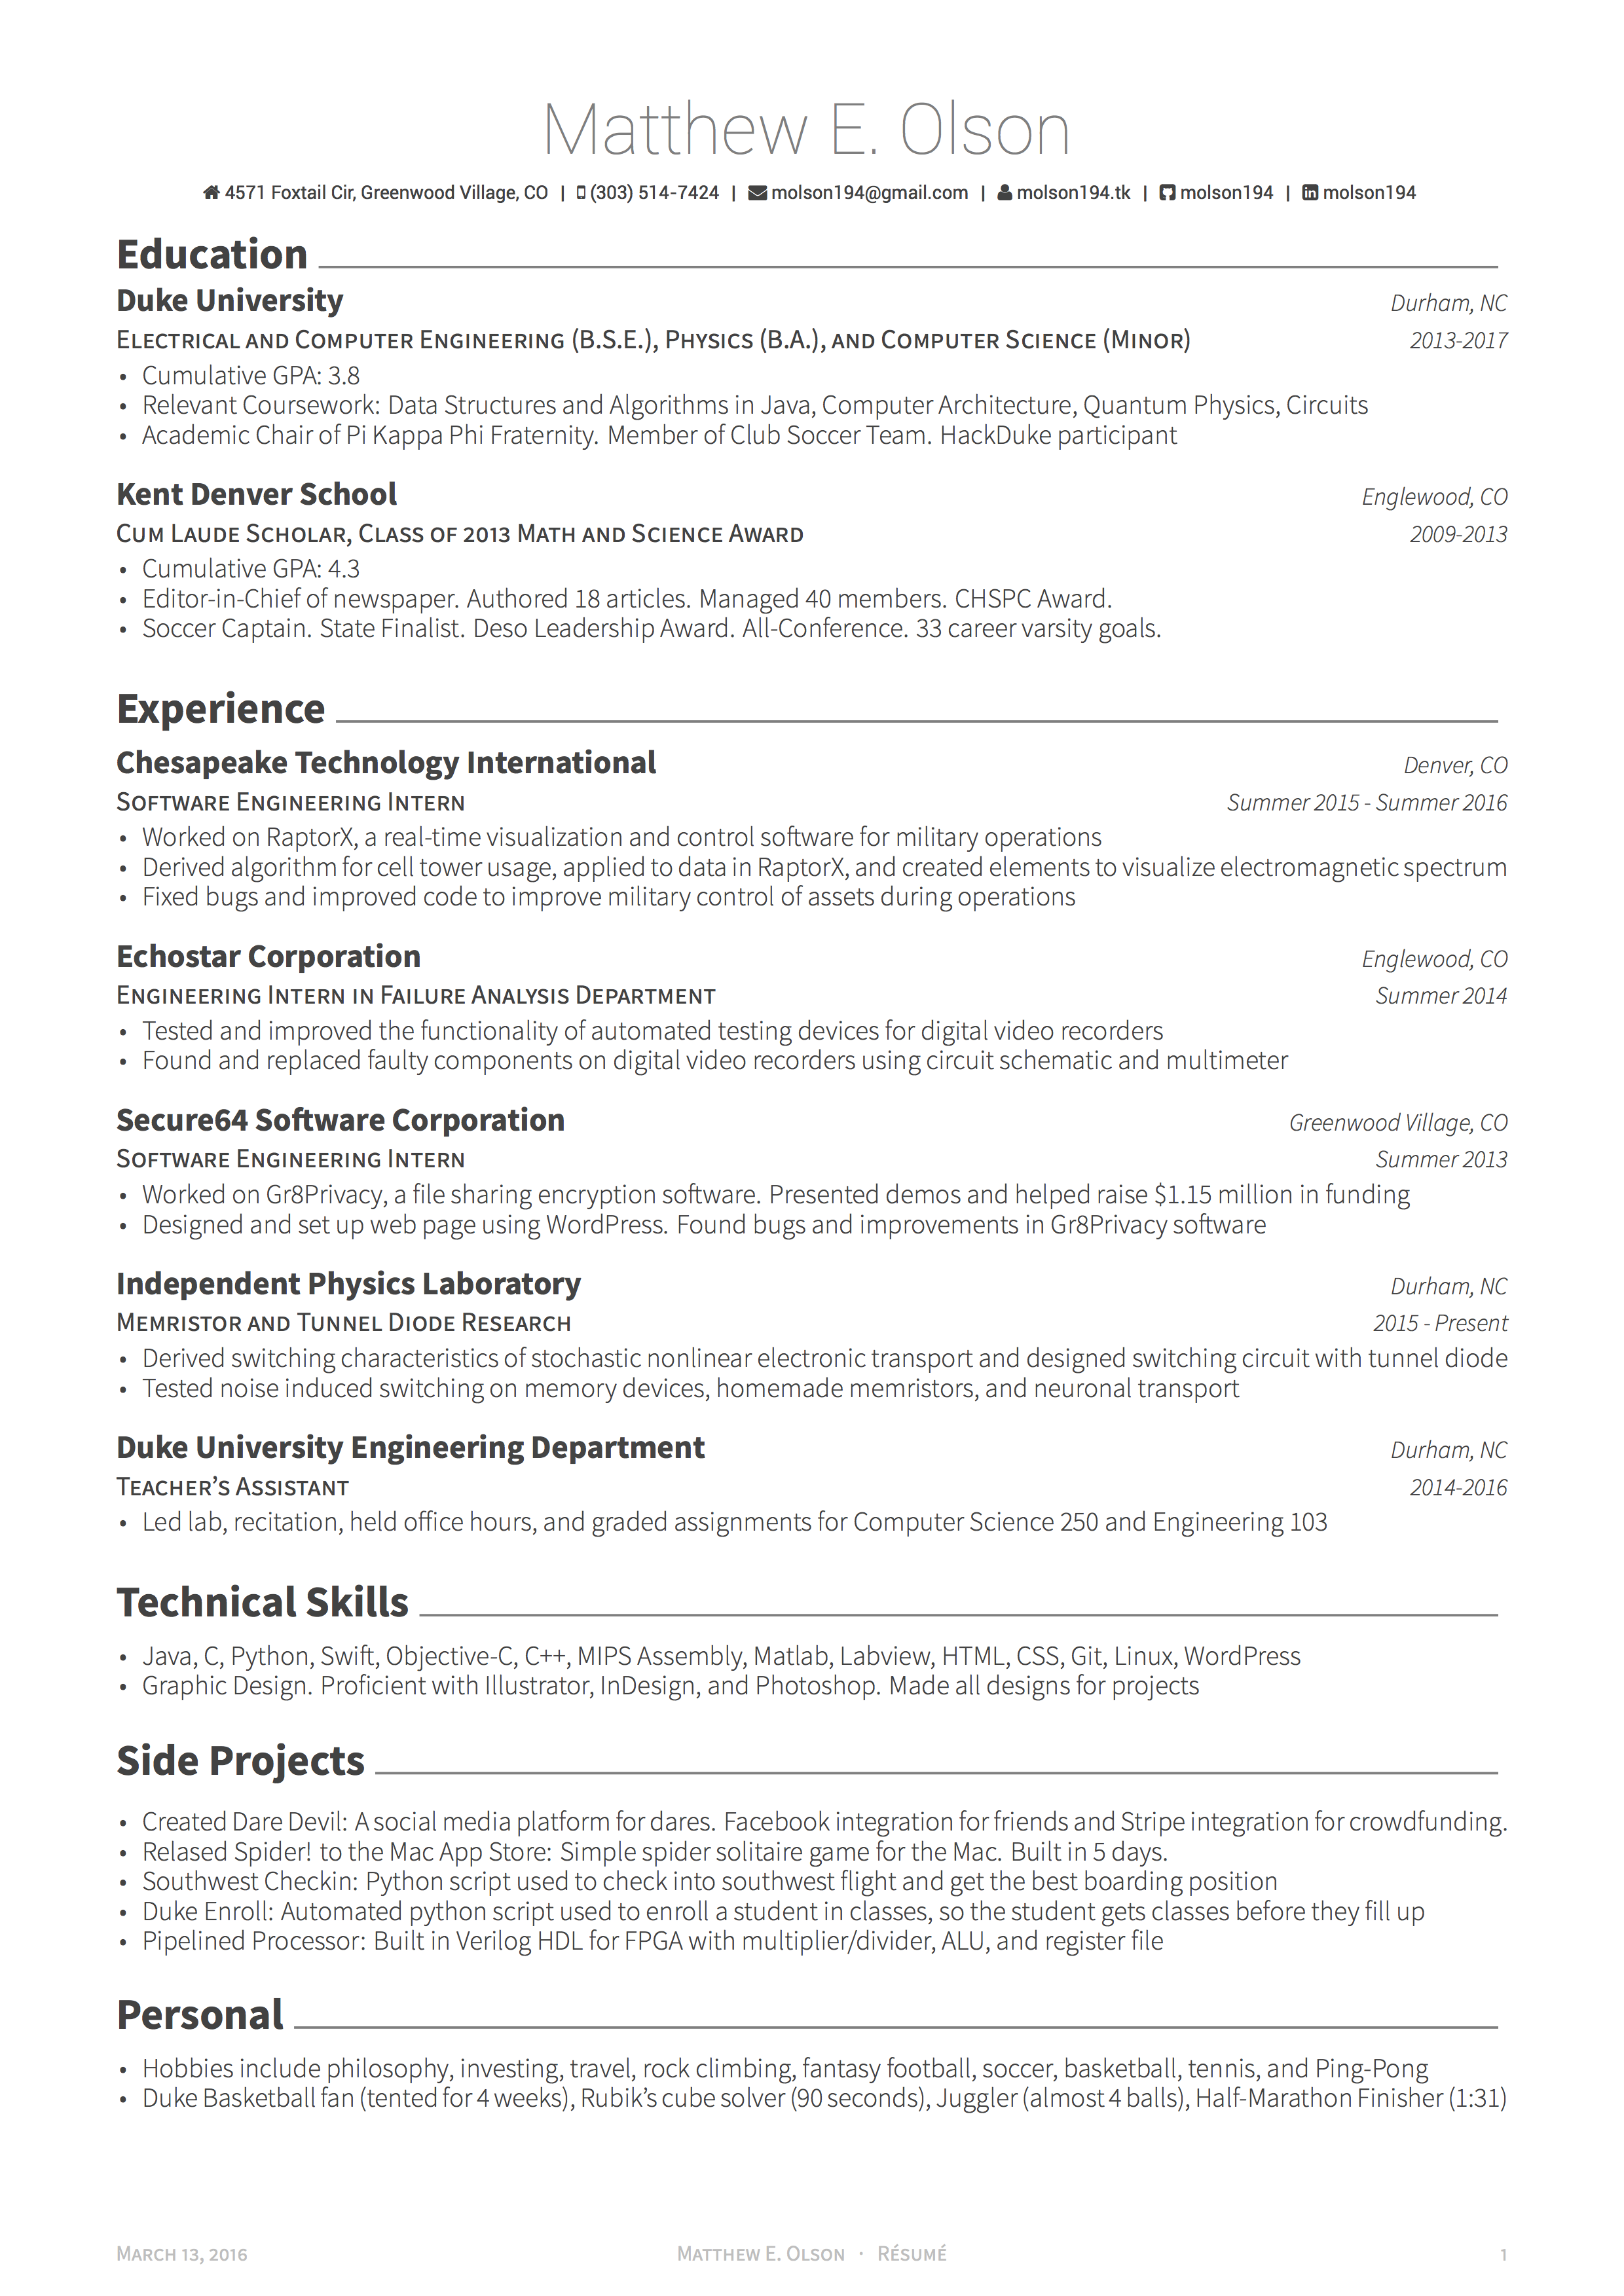 Matthew E. Olson
4571 Foxtail Cir, Greenwood Village, CO | (303) 514-7424 | molson194@gmail.com | molson194.tk | molson194 | molson194
Education
Duke University Durham, NC
Electrical and Computer Engineering (B.S.E.), Physics (B.A.), and Computer Science (Minor) 2013-2017
• Cumulative GPA: 3.8
• Relevant Coursework: Data Structures and Algorithms in Java, Computer Architecture, Quantum Physics, Circuits
• Academic Chair of Pi Kappa Phi Fraternity. Member of Club Soccer Team. HackDuke participant
Kent Denver School Englewood, CO
Cum Laude Scholar, Class of 2013 Math and Science Award 2009-2013
• Cumulative GPA: 4.3
• Editor-in-Chief of newspaper. Authored 18 articles. Managed 40 members. CHSPC Award.
• Soccer Captain. State Finalist. Deso Leadership Award. All-Conference. 33 career varsity goals.
Experience
Chesapeake Technology International Denver, CO
Software Engineering Intern Summer 2015 - Summer 2016
• Worked on RaptorX, a real-time visualization and control software for military operations
• Derived algorithm for cell tower usage, applied to data in RaptorX, and created elements to visualize electromagnetic spectrum
• Fixed bugs and improved code to improve military control of assets during operations
Echostar Corporation Englewood, CO
Engineering Intern in Failure Analysis Department Summer 2014
• Tested and improved the functionality of automated testing devices for digital video recorders
• Found and replaced faulty components on digital video recorders using circuit schematic and multimeter
Secure64 Software Corporation Greenwood Village, CO
Software Engineering Intern Summer 2013
• Worked on Gr8Privacy, a file sharing encryption software. Presented demos and helped raise $1.15 million in funding
• Designed and set up web page using WordPress. Found bugs and improvements in Gr8Privacy software
Independent Physics Laboratory Durham, NC
Memristor and Tunnel Diode Research 2015 - Present
• Derived switching characteristics of stochastic nonlinear electronic transport and designed switching circuit with tunnel diode
• Tested noise induced switching on memory devices, homemade memristors, and neuronal transport
Duke University Engineering Department Durham, NC
Teacher's Assistant 2014-2016
• Led lab, recitation, held office hours, and graded assignments for Computer Science 250 and Engineering 103
Technical Skills
• Java, C, Python, Swift, Objective-C, C++, MIPS Assembly, Matlab, Labview, HTML, CSS, Git, Linux, WordPress
• Graphic Design. Proficient with Illustrator, InDesign, and Photoshop. Made all designs for projects
Side Projects
• Created Dare Devil: A social media platform for dares. Facebook integration for friends and Stripe integration for crowdfunding.
• Relased Spider! to the Mac App Store: Simple spider solitaire game for the Mac. Built in 5 days.
• Southwest Checkin: Python script used to check into southwest flight and get the best boarding position
• Duke Enroll: Automated python script used to enroll a student in classes, so the student gets classes before they fill up
• Pipelined Processor: Built in Verilog HDL for FPGA with multiplier/divider, ALU, and register file
Personal
• Hobbies include philosophy, investing, travel, rock climbing, fantasy football, soccer, basketball, tennis, and Ping-Pong
• Duke Basketball fan (tented for 4 weeks), Rubik's cube solver (90 seconds), Juggler (almost 4 balls), Half-Marathon Finisher (1:31)
March 13, 2016 Matthew E. Olson · Résumé 1